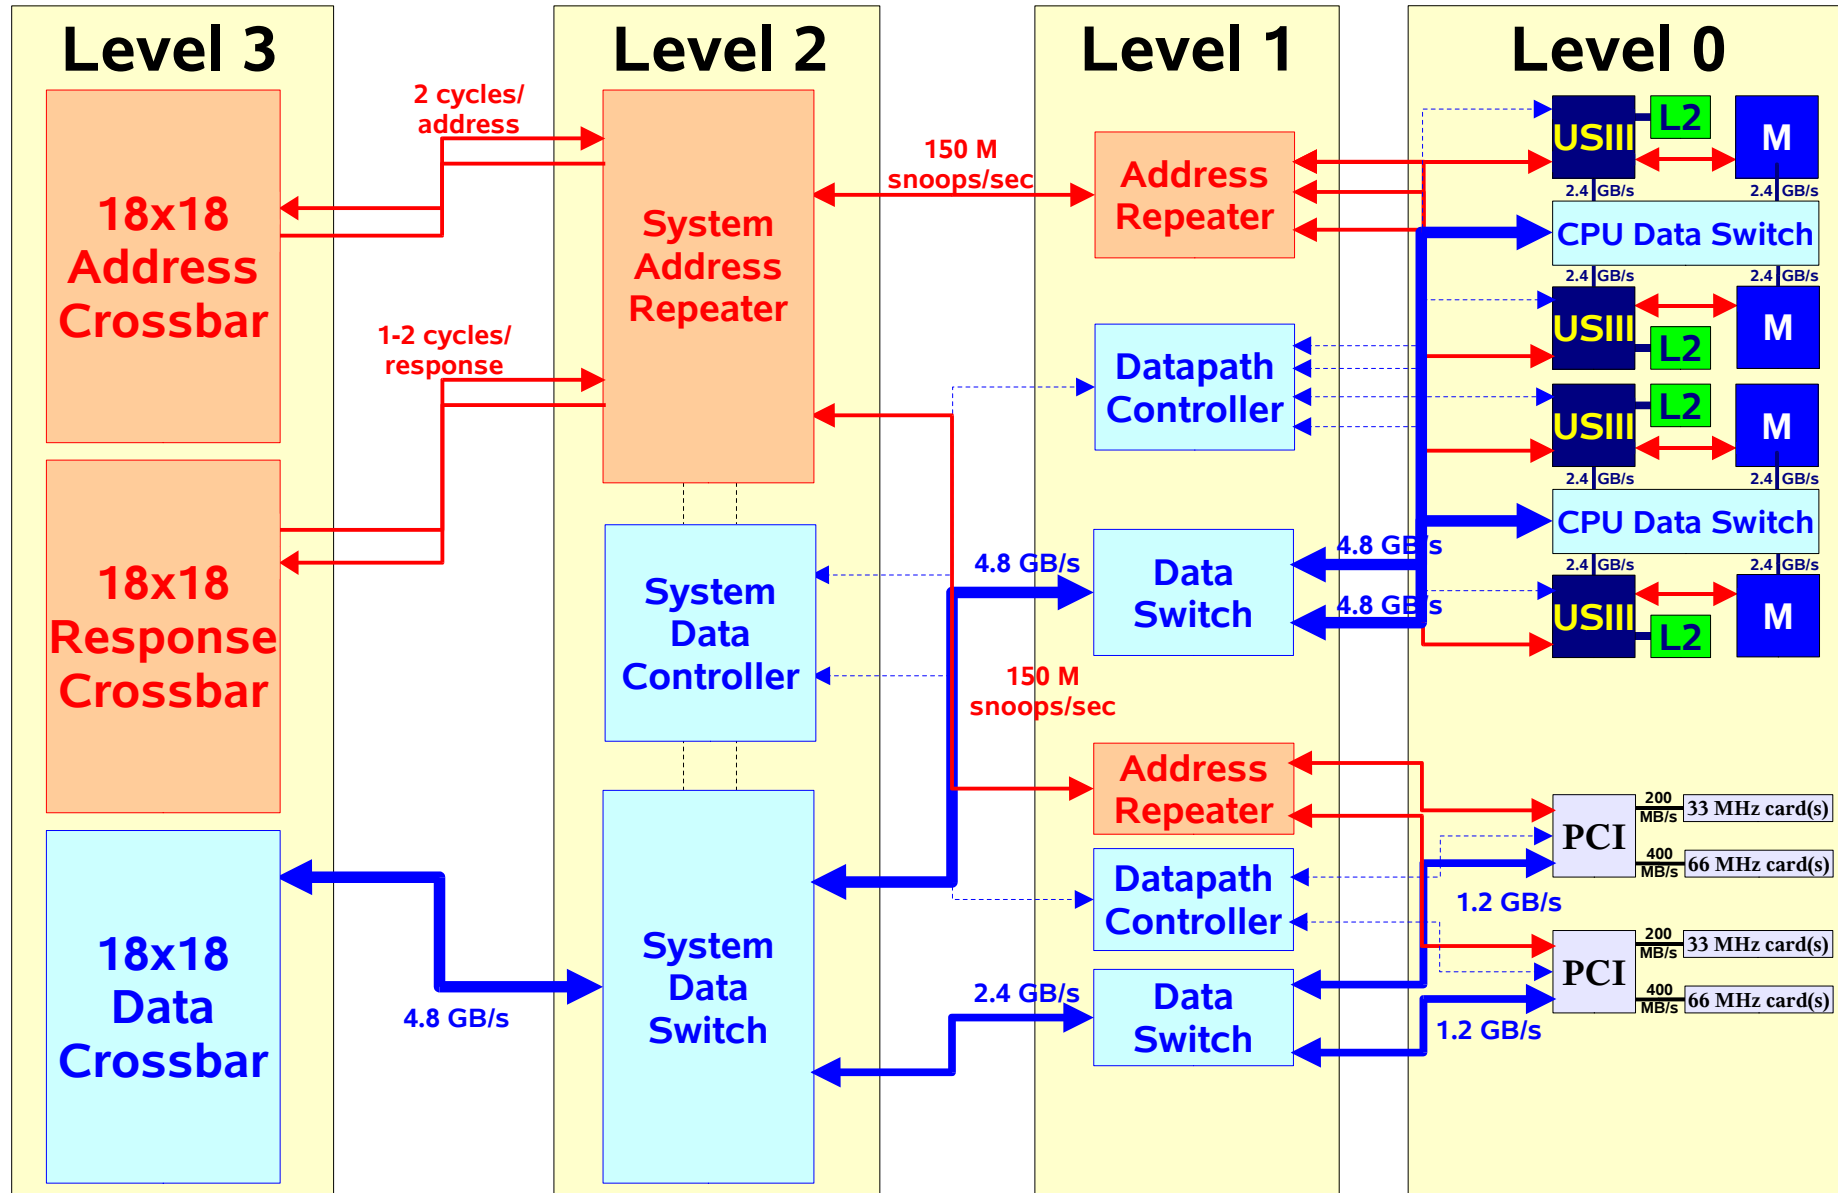 Level 3
Level 2
Level 1
Level 0
18x18
Address
Crossbar
18x18
Response
Crossbar
18x18
Data
Crossbar
2 cycles/
address
1-2 cycles/
response
4.8 GB/s
System
Address
Repeater
System
Data
Controller
System
Data
Switch
150 M
snoops/sec
4.8 GB/s
150 M
snoops/sec
2.4 GB/s
Address
Repeater
Datapath
Controller
Data
Switch
Address
Repeater
Datapath
Controller
Data
Switch
4.8 GB/s
4.8 GB/s
1.2 GB/s
1.2 GB/s
USIII
L2
M
2.4 GB/s
2.4 GB/s
CPU Data Switch
2.4 GB/s
2.4 GB/s
USIII
M
L2
USIII
L2
M
2.4 GB/s
2.4 GB/s
CPU Data Switch
2.4 GB/s
2.4 GB/s
USIII
M
L2
PCI
200
MB/s
33 MHz card(s)
400
MB/s
66 MHz card(s)
PCI
200
MB/s
33 MHz card(s)
400
MB/s
66 MHz card(s)